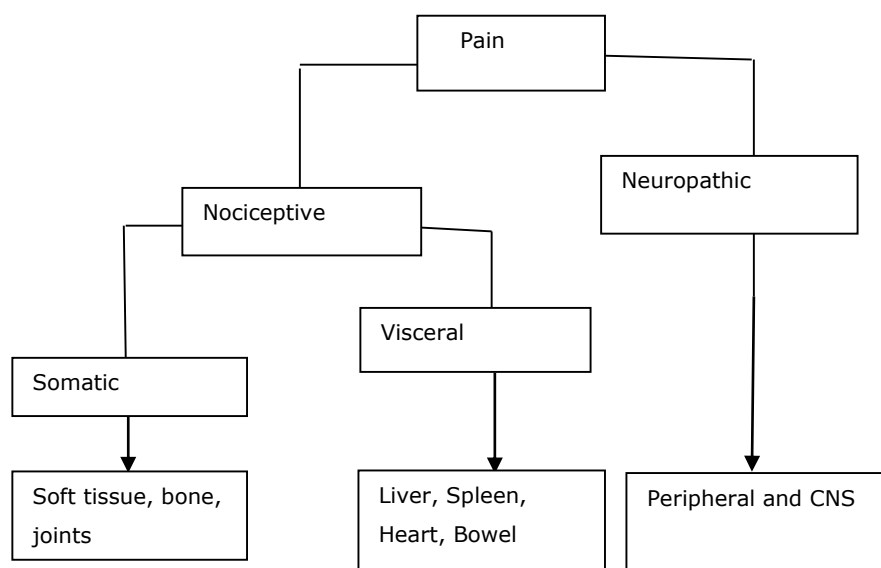 Pain
Neuropathic
Nociceptive
Visceral
Somatic
Soft tissue, bone,
joints
Liver, Spleen,
Heart, Bowel
Peripheral and CNS